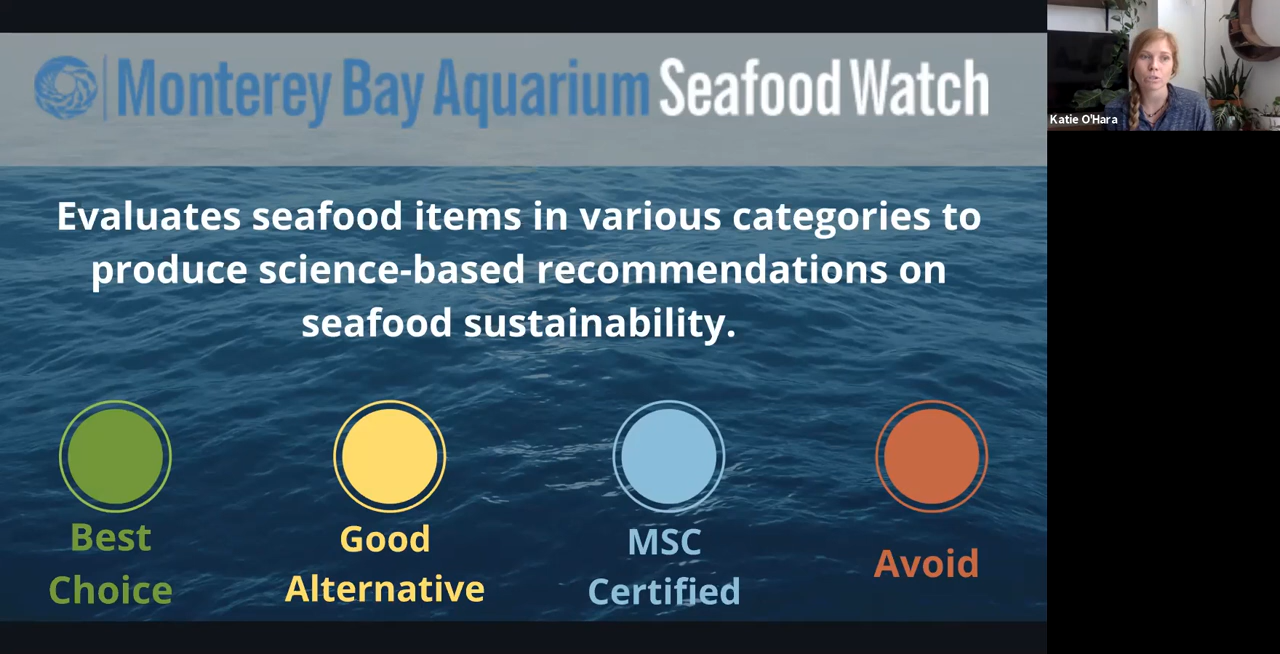 Monterey Bay Aquarium Seafood Watch
Katie O'Hara
Evaluates seafood items in various categories to
produce science-based recommendations on
seafood sustainability.
Best
Choice
Good
Alternative
MSC
Certified
Avoid